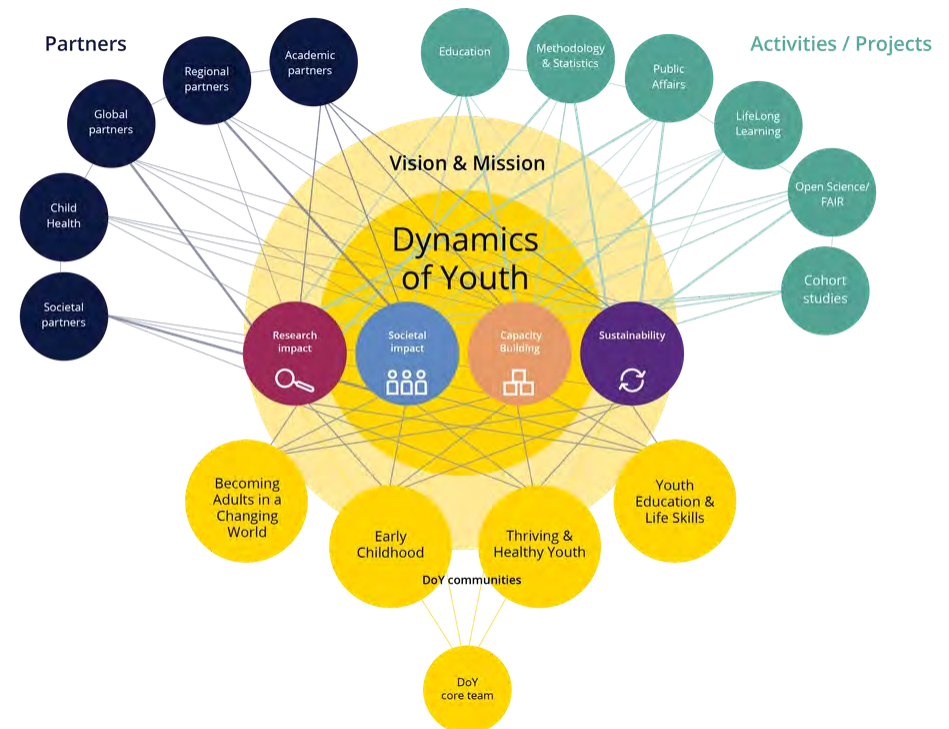 Partners
Activities / Projects
Academic
partners
Regional
partners
Global
partners
Child
Health
Societal
partners
Education
Methodology
& Statistics
Public
Affairs
LifeLong
Learning
Open Science/
FAIR
Cohort
studies
Vision & Mission
Dynamics
of Youth
Research
impact
Societal
impact
Capacity
Building
Sustainability
Becoming
Adults in a
Changing
World
Early
Childhood
Thriving &
Healthy Youth
Youth
Education &
Life Skills
DoY communities
DoY
core team